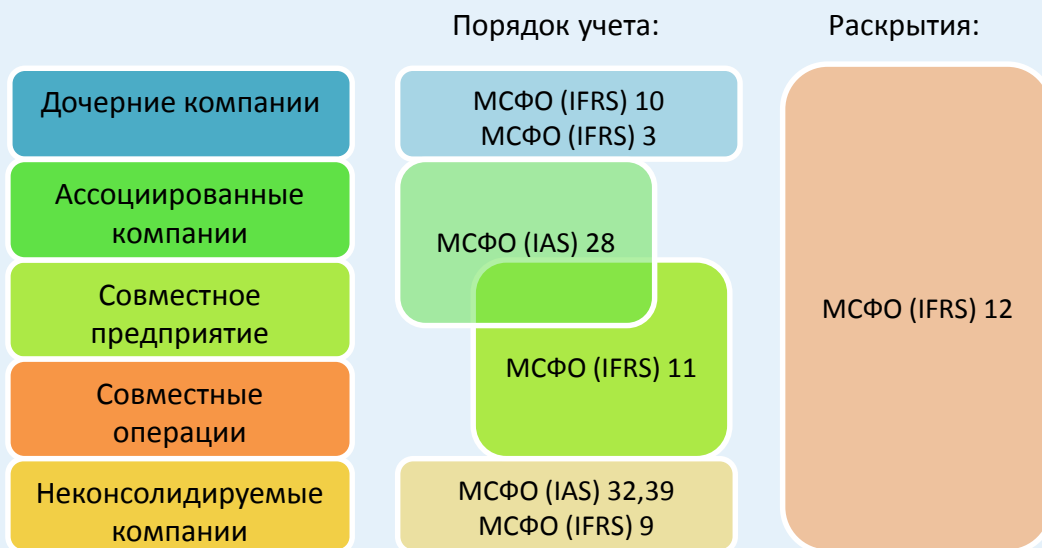 Порядок учета:
Раскрытия:
Дочерние компании
МСФО (IFRS) 10
МСФО (IFRS) 3
Ассоциированные
компании
МСФО (IAS) 28
Совместное
предприятие
МСФО (IFRS) 12
МСФО (IFRS) 11
Совместные
операции
Неконсолидируемые
компании
МСФО (IAS) 32,39
МСФО (IFRS) 9